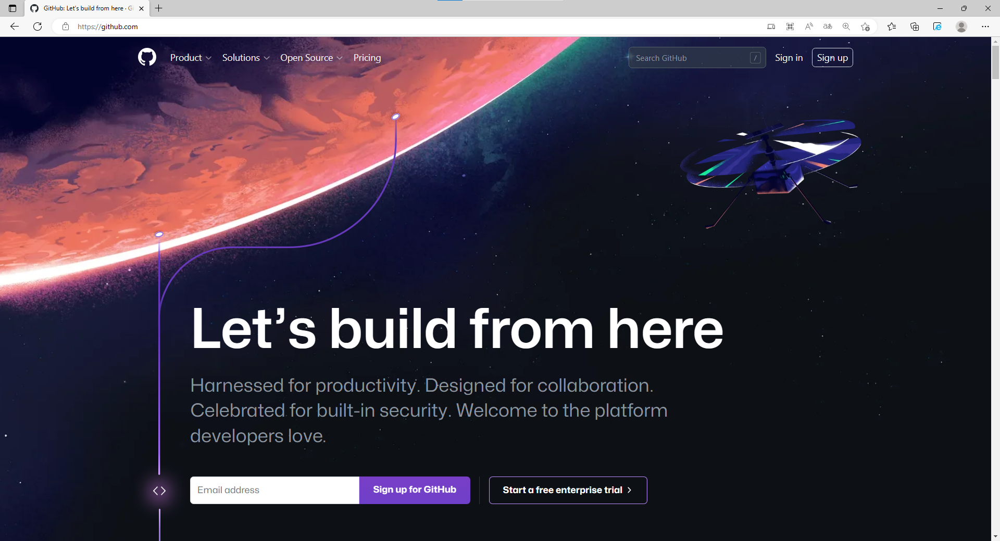 GitHub: Let's build from here · Gi
https://github.com
Product
Solutions
Open Source
Pricing
Search GitHub
/
Sign in
Sign up
Let’s build from here
Harnessed for productivity. Designed for collaboration.
Celebrated for built-in security. Welcome to the platform
developers love.
Email address
Sign up for GitHub
Start a free enterprise trial